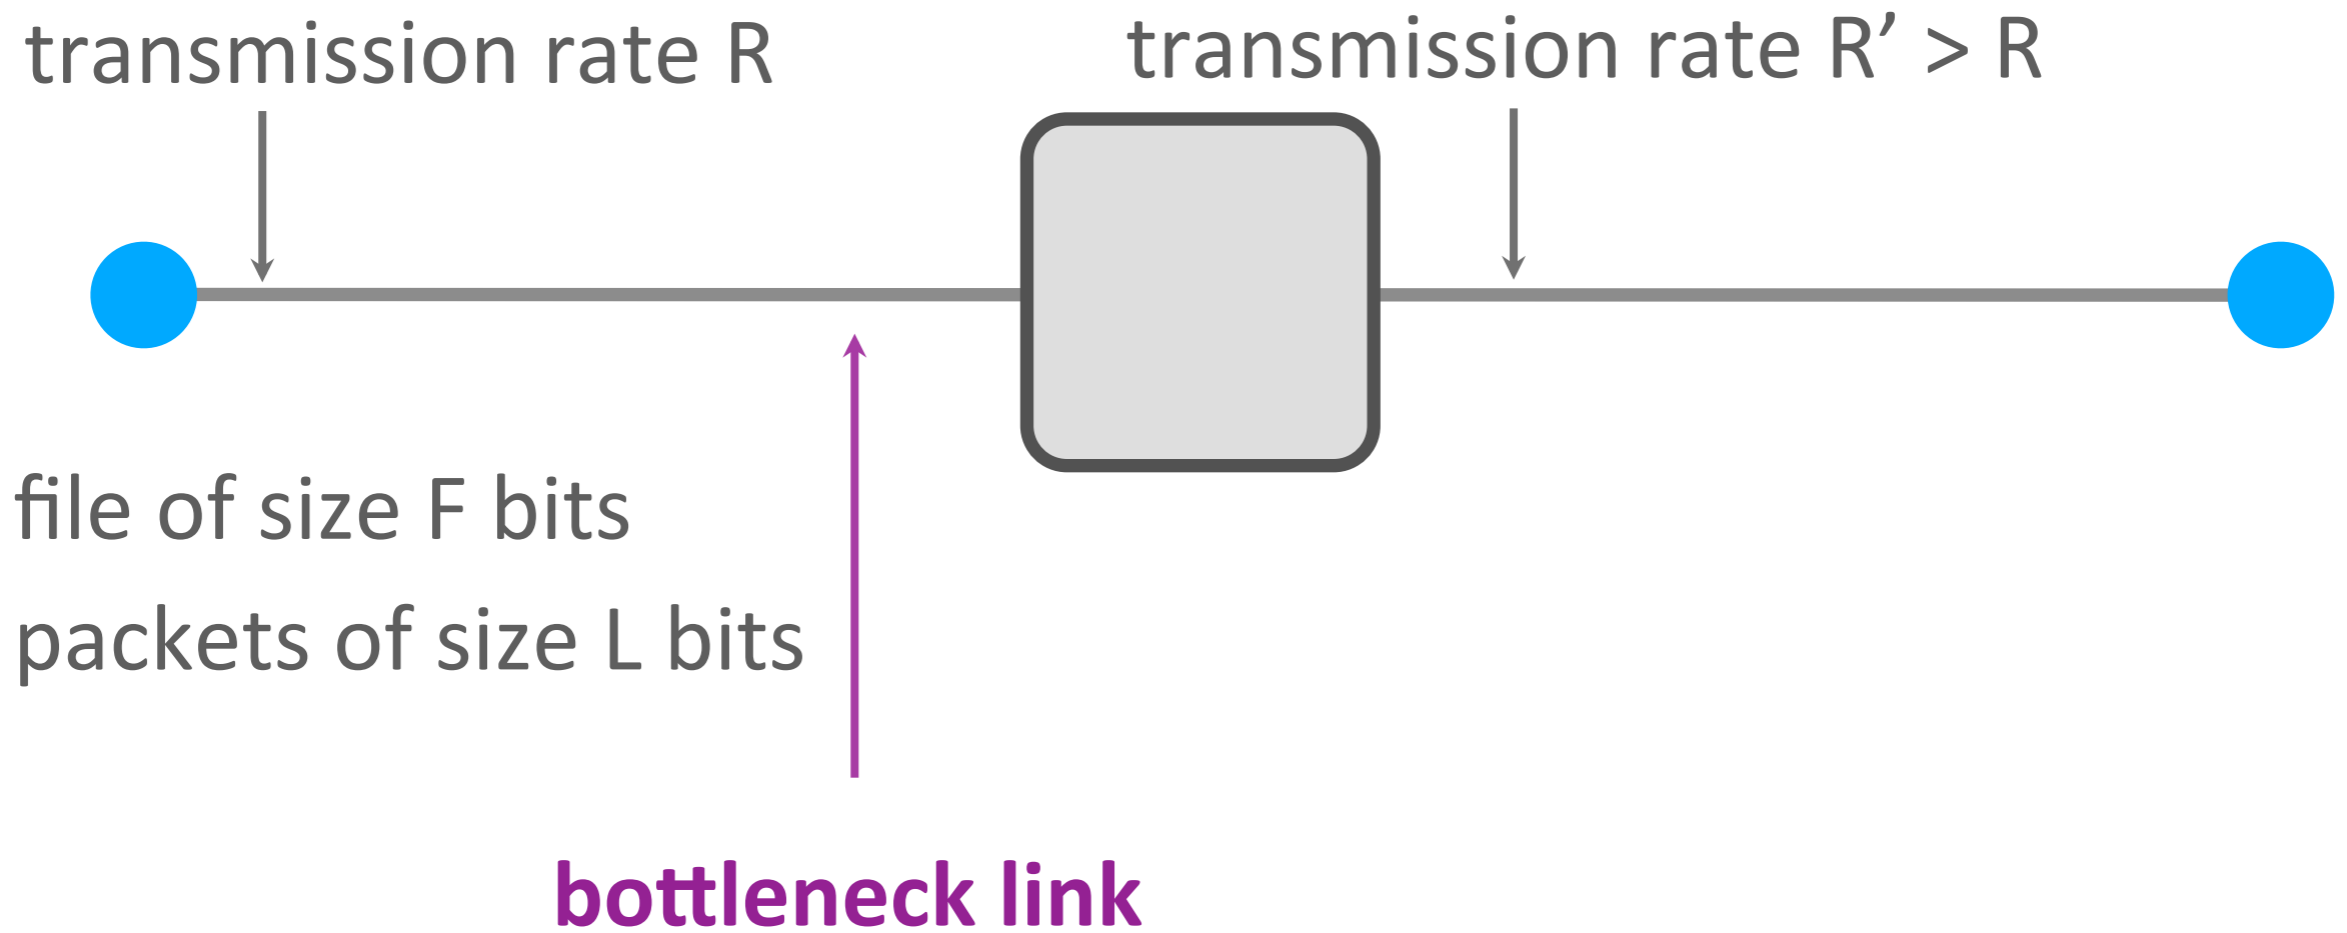 transmission rate R
transmission rate R’ > R
file of size F bits
packets of size L bits
bottleneck link